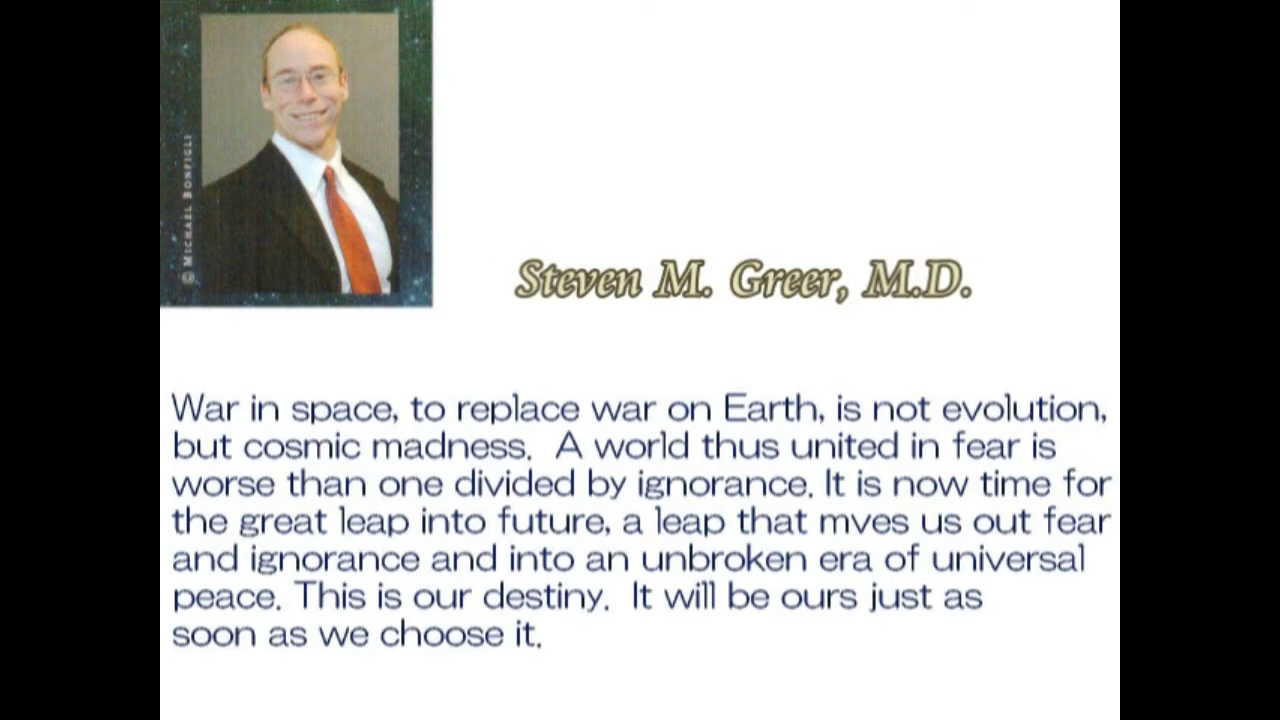 © MICHAEL BONFIGLI
Steven M. Greer, M.D.
War in space, to replace war on Earth, is not evolution,
but cosmic madness. A world thus united in fear is
worse than one divided by ignorance. It is now time for
the great leap into future, a leap that mves us out fear
and ignorance and into an unbroken era of universal
peace. This is our destiny. It will be ours just as
soon as we choose it.